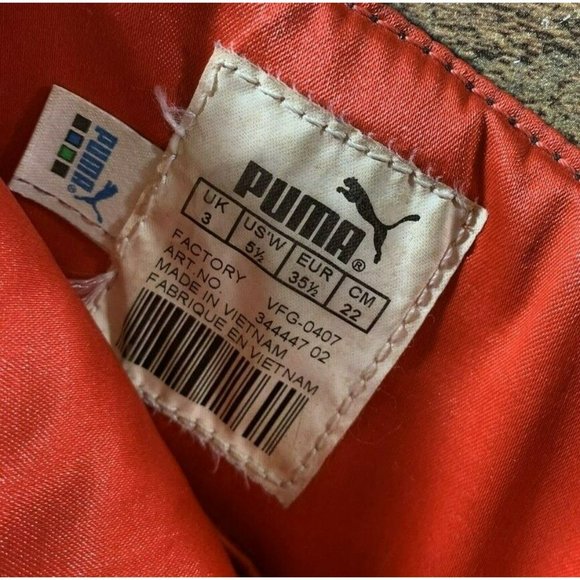 PUMA
PUMA®
UK US'W EUR CM
3 5½ 35½ 22
FACTORY VFG-0407
ART.NO. 344447 02
MADE IN VIETNAM
FABRIQUE EN VIETNAM